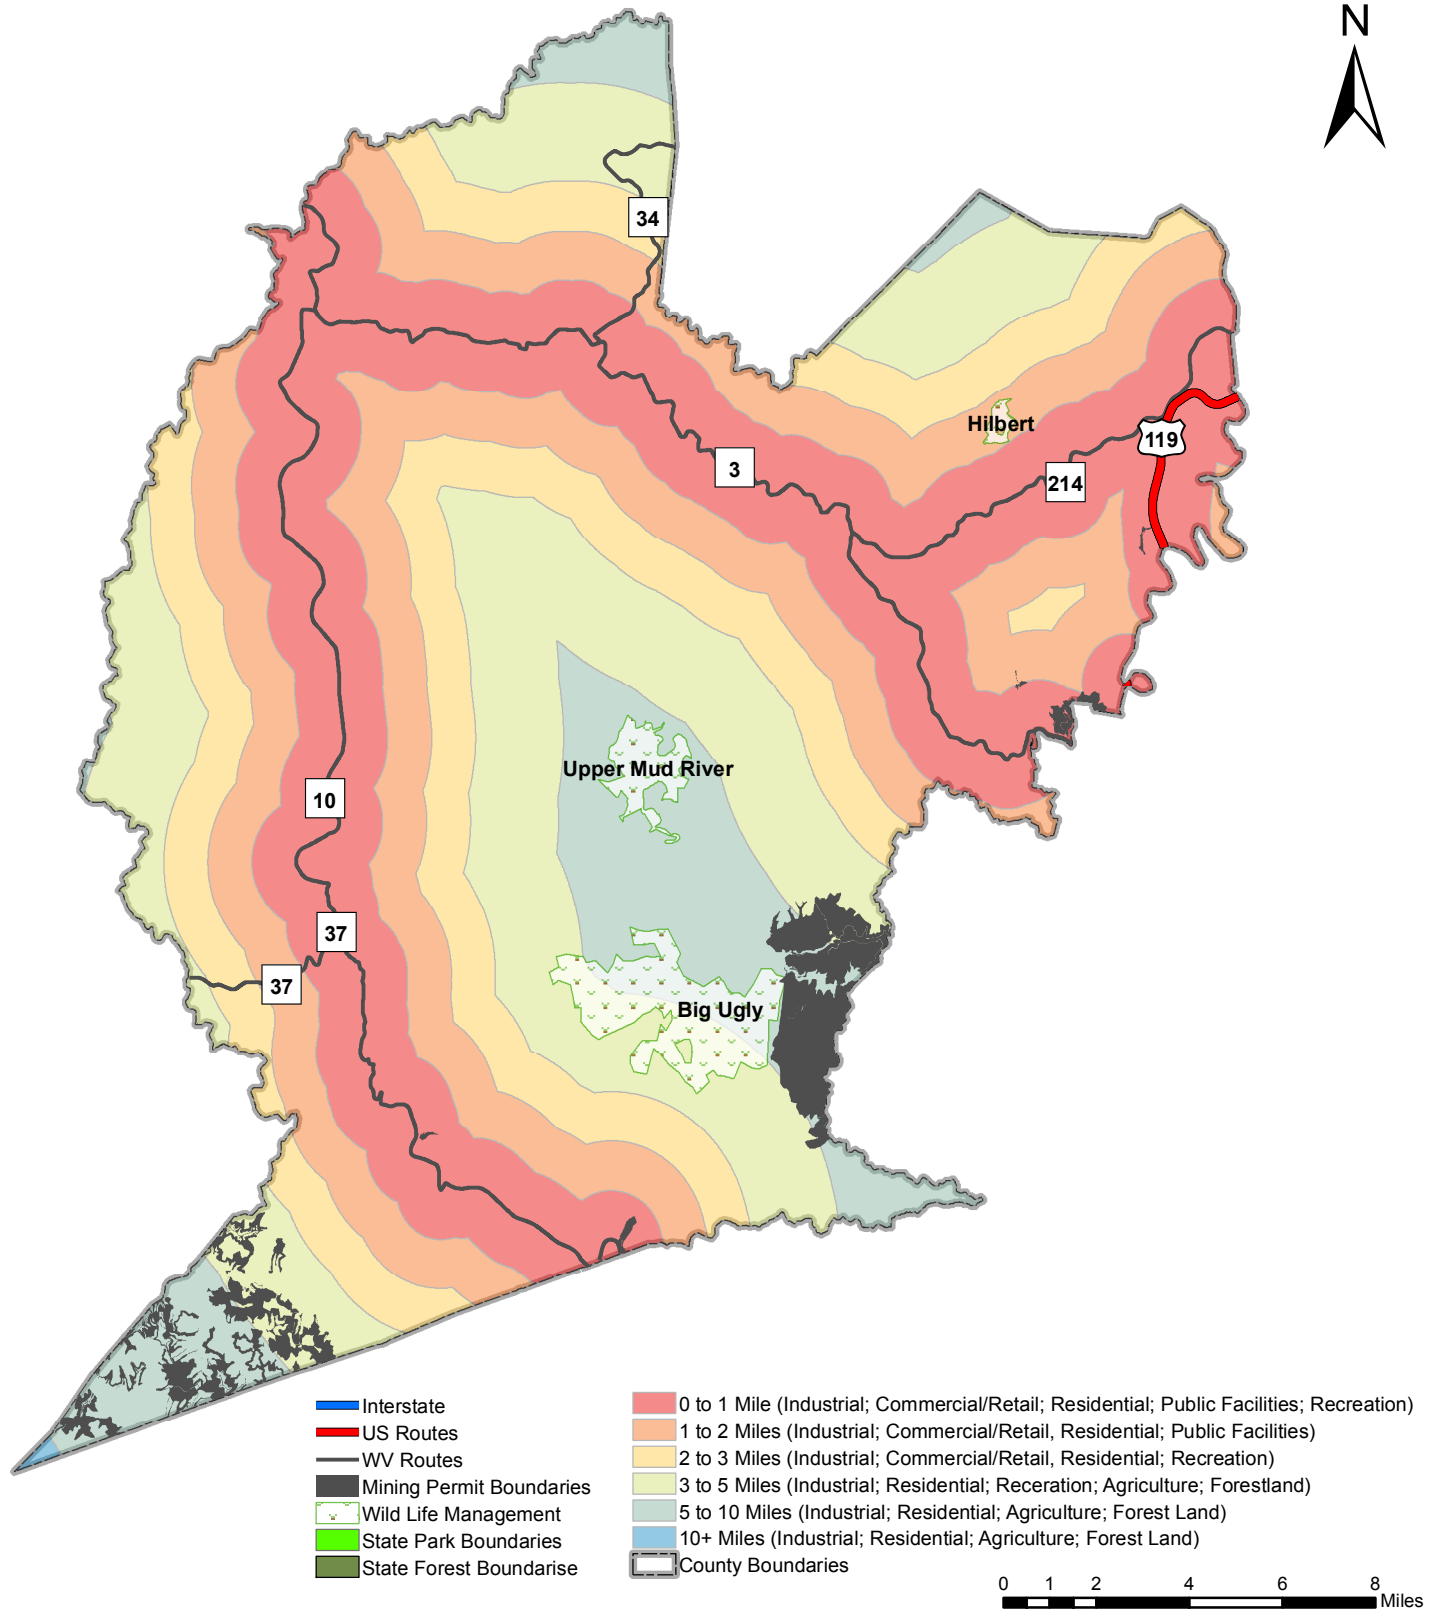 N
34
Hilbert
119
3
214
Upper Mud River
10
37
37
Big Ugly
Interstate
US Routes
WV Routes
Mining Permit Boundaries
Wild Life Management
State Park Boundaries
State Forest Boundarise
0 to 1 Mile (Industrial; Commercial/Retail; Residential; Public Facilities; Recreation)
1 to 2 Miles (Industrial; Commercial/Retail, Residential; Public Facilities)
2 to 3 Miles (Industrial; Commercial/Retail, Residential; Recreation)
3 to 5 Miles (Industrial; Residential; Receration; Agriculture; Forestland)
5 to 10 Miles (Industrial; Residential; Agriculture; Forest Land)
10+ Miles (Industrial; Residential; Agriculture; Forest Land)
County Boundaries
0 1 2 4 6 8
Miles